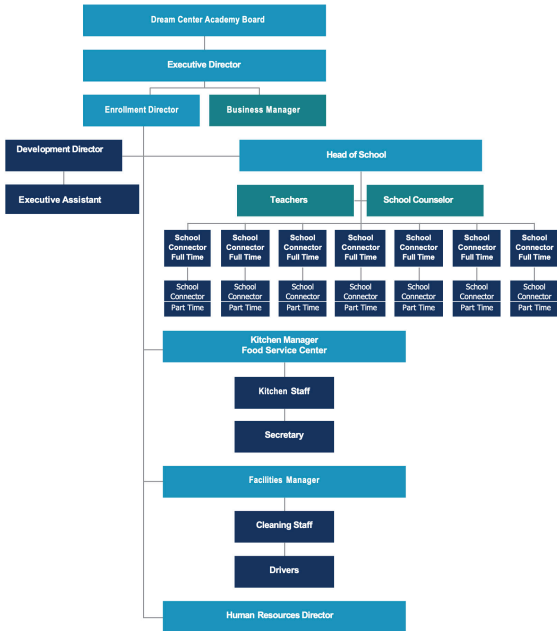 Dream Center Academy Board
Executive Director
Enrollment Director
Business Manager
Development Director
Head of School
Executive Assistant
Teachers
School Counselor
School
Connector
Full Time
School
Connector
Full Time
School
Connector
Full Time
School
Connector
Full Time
School
Connector
Full Time
School
Connector
Full Time
School
Connector
Full Time
School
Connector
Part Time
School
Connector
Part Time
School
Connector
Part Time
School
Connector
Part Time
School
Connector
Part Time
School
Connector
Part Time
School
Connector
Part Time
Kitchen Manager
Food Service Center
Kitchen Staff
Secretary
Facilities Manager
Cleaning Staff
Drivers
Human Resources Director